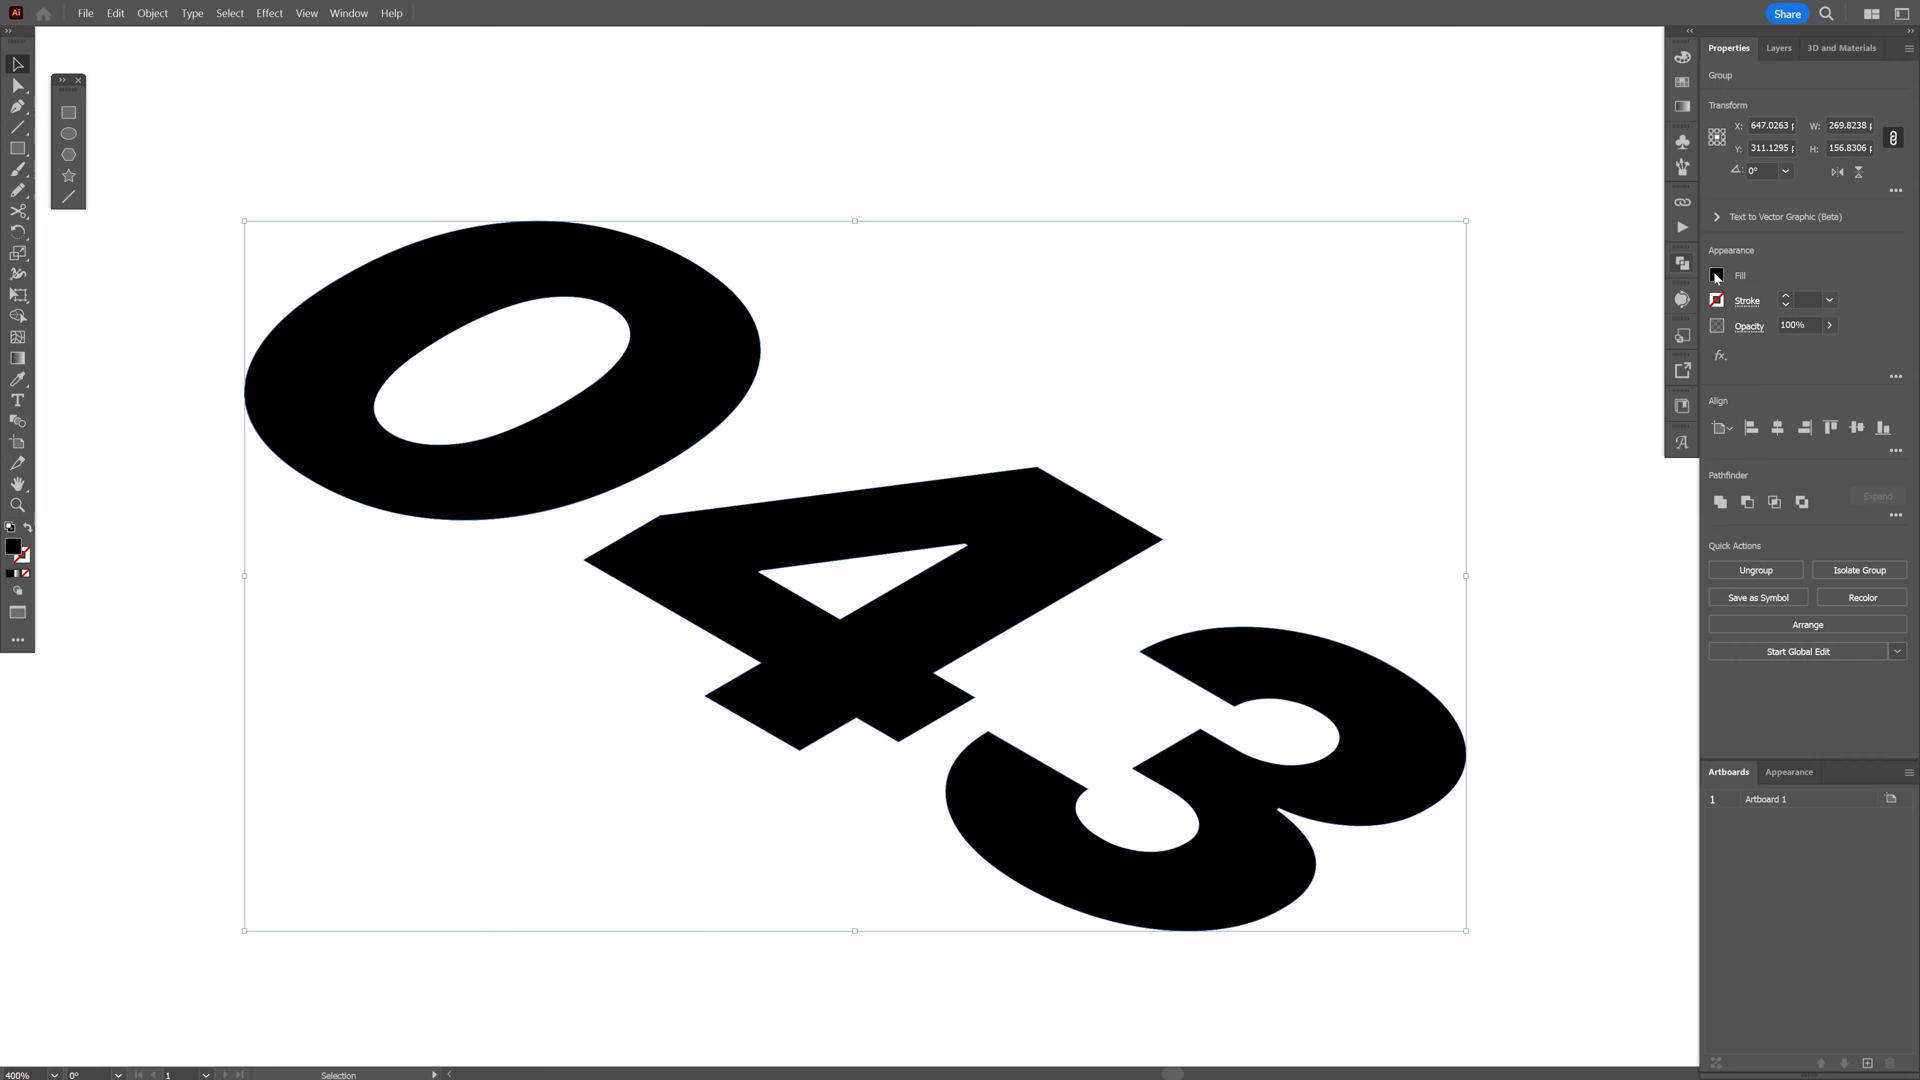 Ai File Edit Object Type Select Effect View Window Help Share
Properties Layers 3D and Materials
Group
Transform
X: 647.0263 p W: 269.8238 p
Y: 311.1295 p H: 156.8306 p
0°
Text to Vector Graphic (Beta)
Appearance
Fill
Stroke
Opacity 100%
fx.
Align
Pathfinder
Expand
Quick Actions
Ungroup Isolate Group
Save as Symbol Recolor
Arrange
Start Global Edit
Artboards Appearance
1 Artboard 1
043
400% 0° 1 Selection